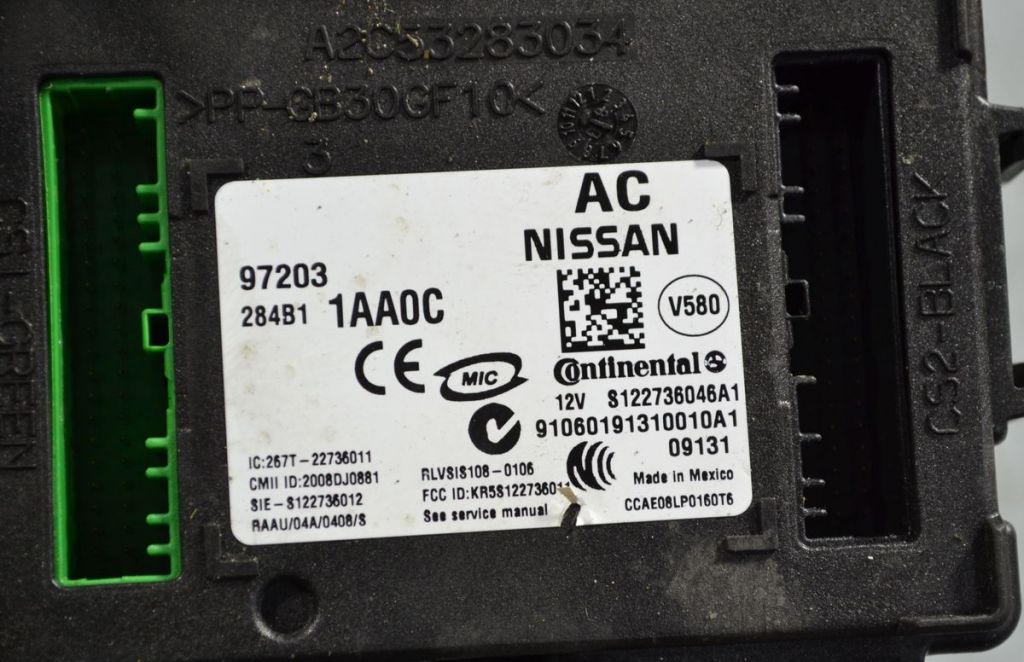 A2C53283034
>PP-GB30GF10<
3
AC
NISSAN
97203
284B1 1AA0C
V580
CE
MIC
Continental
12V S122736046A1
91060191310010A1
09131
IC:267T-22736011
CMII ID:2008DJ0881
SIE-S122736012
RAAU/04A/0408/S
RLVSIS108-0106
FCC ID:KR5S122736011
See service manual
Made in Mexico
CCAE08LP0160T6
CS1-GREEN
CS2-BLACK